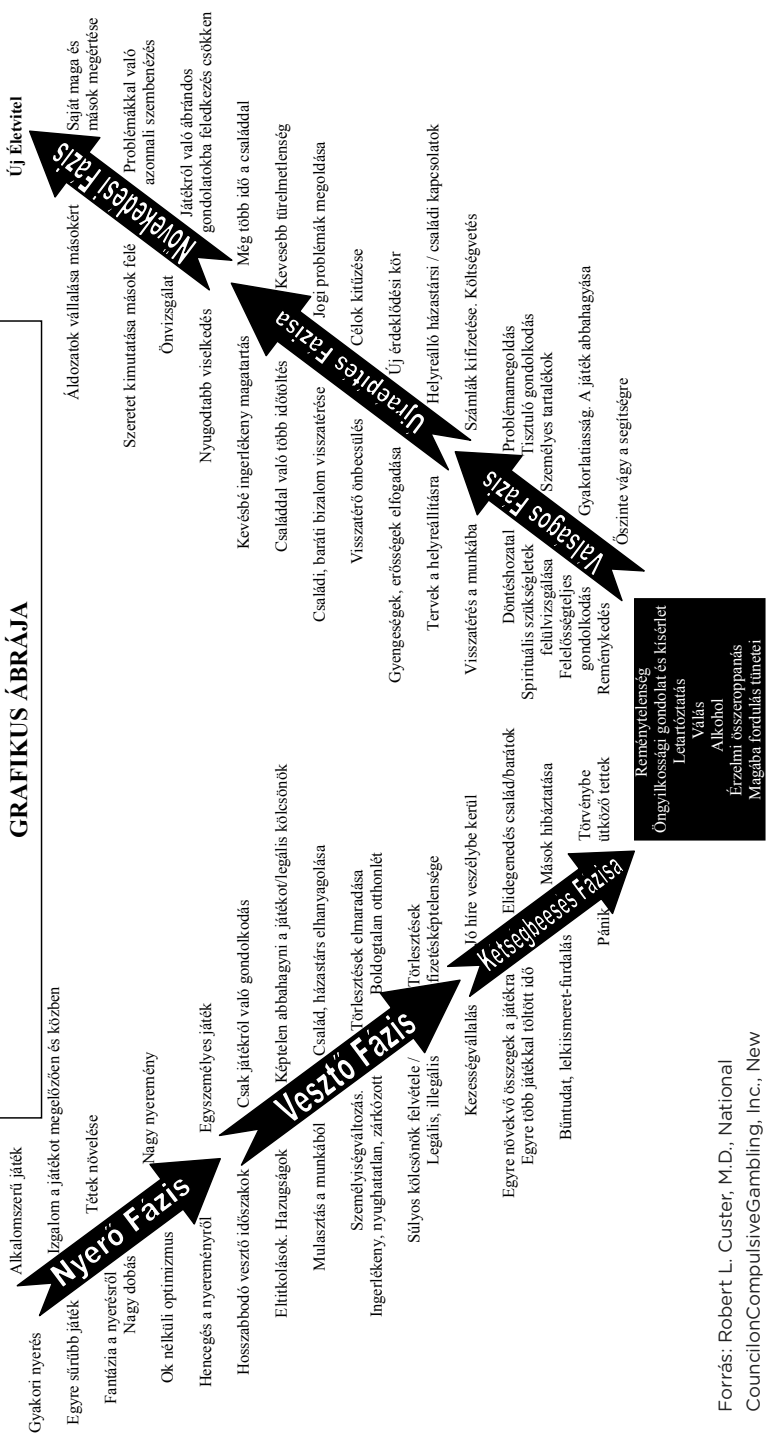 GRAFIKUS ÁBRÁJA
Gyakori nyerés
Alkalomszerű játék
Egyre sűrűbb játék
Izgalom a játékot megelőzően és közben
Fantázia a nyerésről
Tétek növelése
Nagy dobás
Nyerő Fázis
Ok nélküli optimizmus
Nagy nyeremény
Hencegés a nyereményről
Egyszemélyes játék
Hosszabbodó vesztő időszakok
Csak játékról való gondolkodás
Eltitkolások. Hazugságok
Képtelen abbahagyni a játékot/legális kölcsönök
Vesztő Fázis
Mulasztás a munkából
Család, házastárs elhanyagolása
Személyiségváltozás.
Törlesztések elmaradása
Ingerlékeny, nyughatatlan, zárkózott
Boldogtalan otthonlét
Súlyos kölcsönök felvétele /
Törlesztések
Legális, illegális
fizetésképtelensége
Kezességvállalás
Jó híre veszélybe kerül
Egyre növekvő összegek a játékra
Elidegenedés család/barátok
Egyre több játékkal töltött idő
Kétségbeesés Fázisa
Mások hibáztatása
Bűntudat, lelkiismeret-furdalás
Törvénybe
Pánik
ütköző tettek
Reménytelenség
Öngyilkossági gondolat és kísérlet
Letartóztatás
Válás
Alkohol
Érzelmi összeroppanás
Magába fordulás tünetei
Új Életvitel
Áldozatok vállalása másokért
Saját maga és
mások megértése
Növekedési Fázis
Szeretet kimutatása mások felé
Problémákkal való
azonnali szembenézés
Önvizsgálat
Játékról való ábrándos
gondolatokba feledkezés csökken
Nyugodtabb viselkedés
Még több idő a családdal
Kevésbé ingerlékeny magatartás
Kevesebb türelmetlenség
Családdal való több időtöltés
Újraépítés Fázisa
Családi, baráti bizalom visszatérése
Jogi problémák megoldása
Visszatérő önbecsülés
Célok kitűzése
Gyengeségek, erősségek elfogadása
Új érdeklődési kör
Tervek a helyreállításra
Helyreálló házastársi / családi kapcsolatok
Visszatérés a munkába
Számlák kifizetése. Költségvetés
Döntéshozatal
Problémamegoldás
Spirituális szükségletek
Tisztuló gondolkodás
felülvizsgálása
Személyes tartalékok
Válságos Fázis
Felelősségteljes
gondolkodás
Gyakorlatiasság. A játék abbahagyása
Reménykedés
Őszinte vágy a segítségre
Forrás: Robert L. Custer, M.D., National
CouncilonCompulsiveGambling, Inc., New